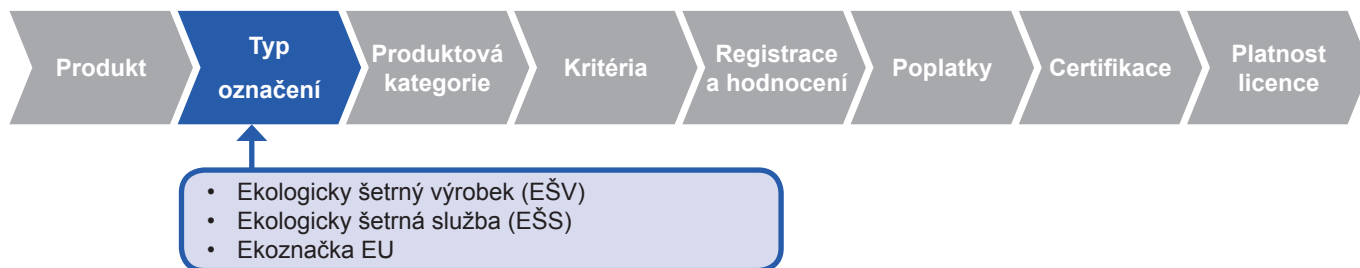 Produkt
Typ
označení
Produktová
kategorie
Kritéria
Registrace
a hodnocení
Poplatky
Certifikace
Platnost
licence
• Ekologicky šetrný výrobek (EŠV)
• Ekologicky šetrná služba (EŠS)
• Ekoznačka EU